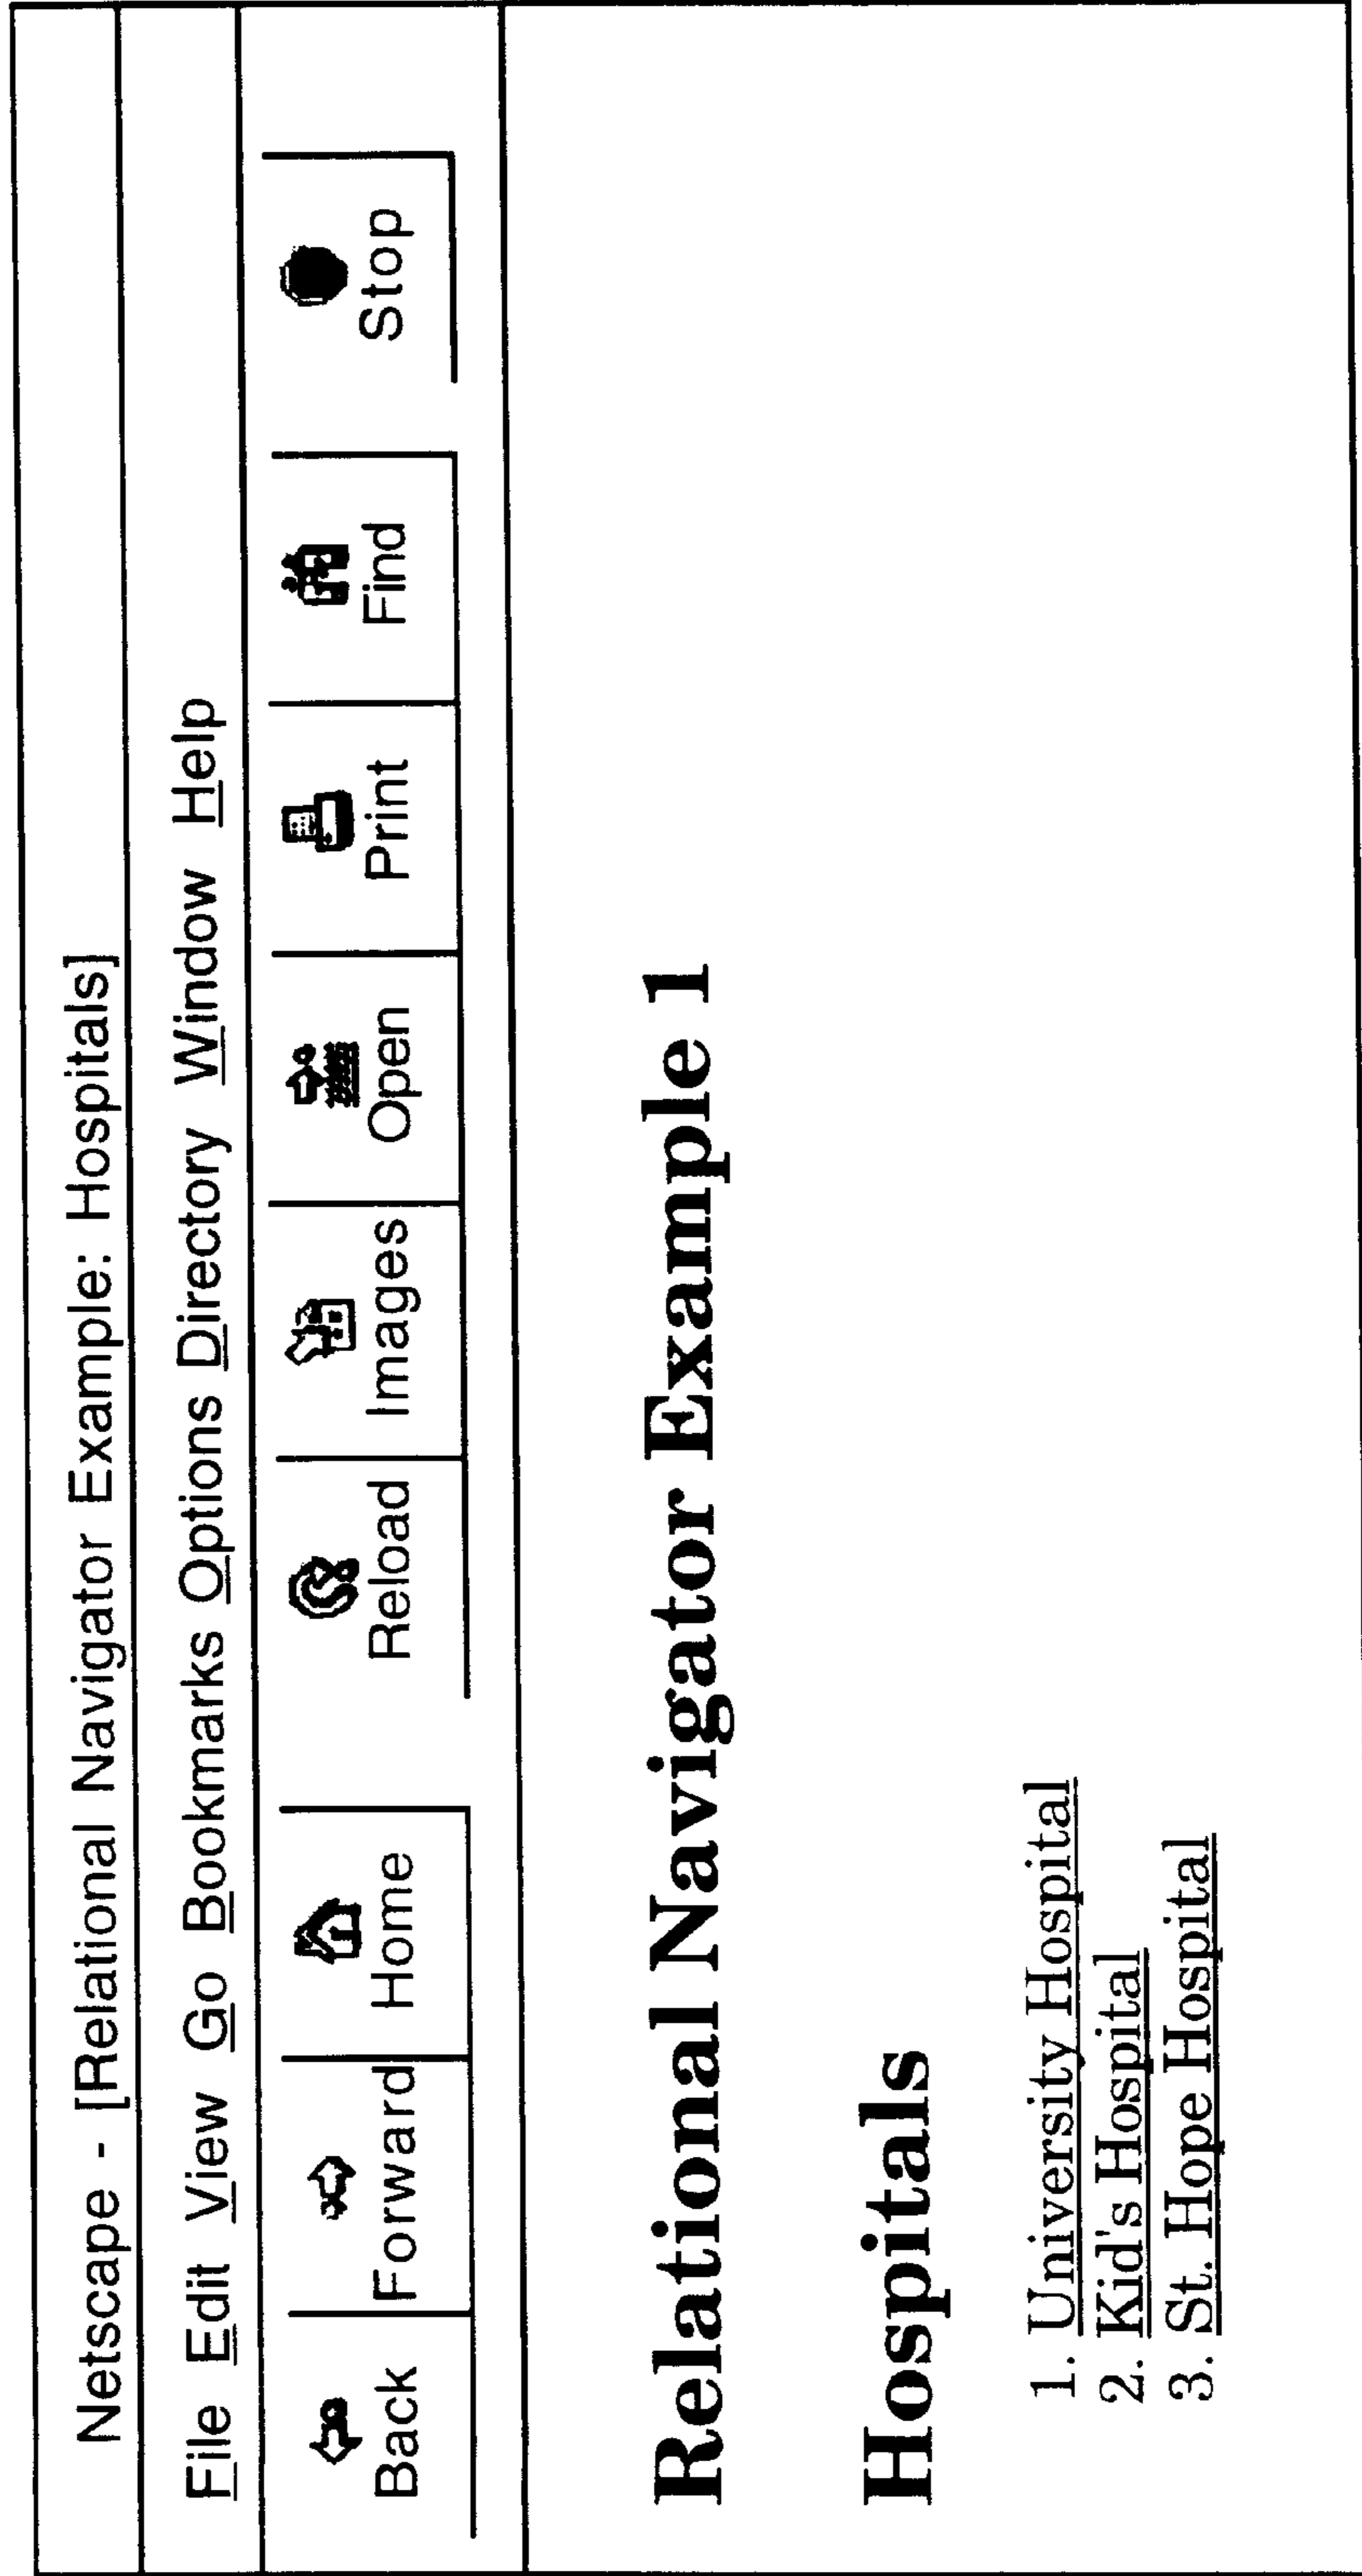 Netscape - [Relational Navigator Example: Hospitals]
File Edit View Go Bookmarks Options Directory Window Help
Back Forward Home Reload Images Open Print Find Stop
Relational Navigator Example 1
Hospitals
1. University Hospital
2. Kid's Hospital
3. St. Hope Hospital